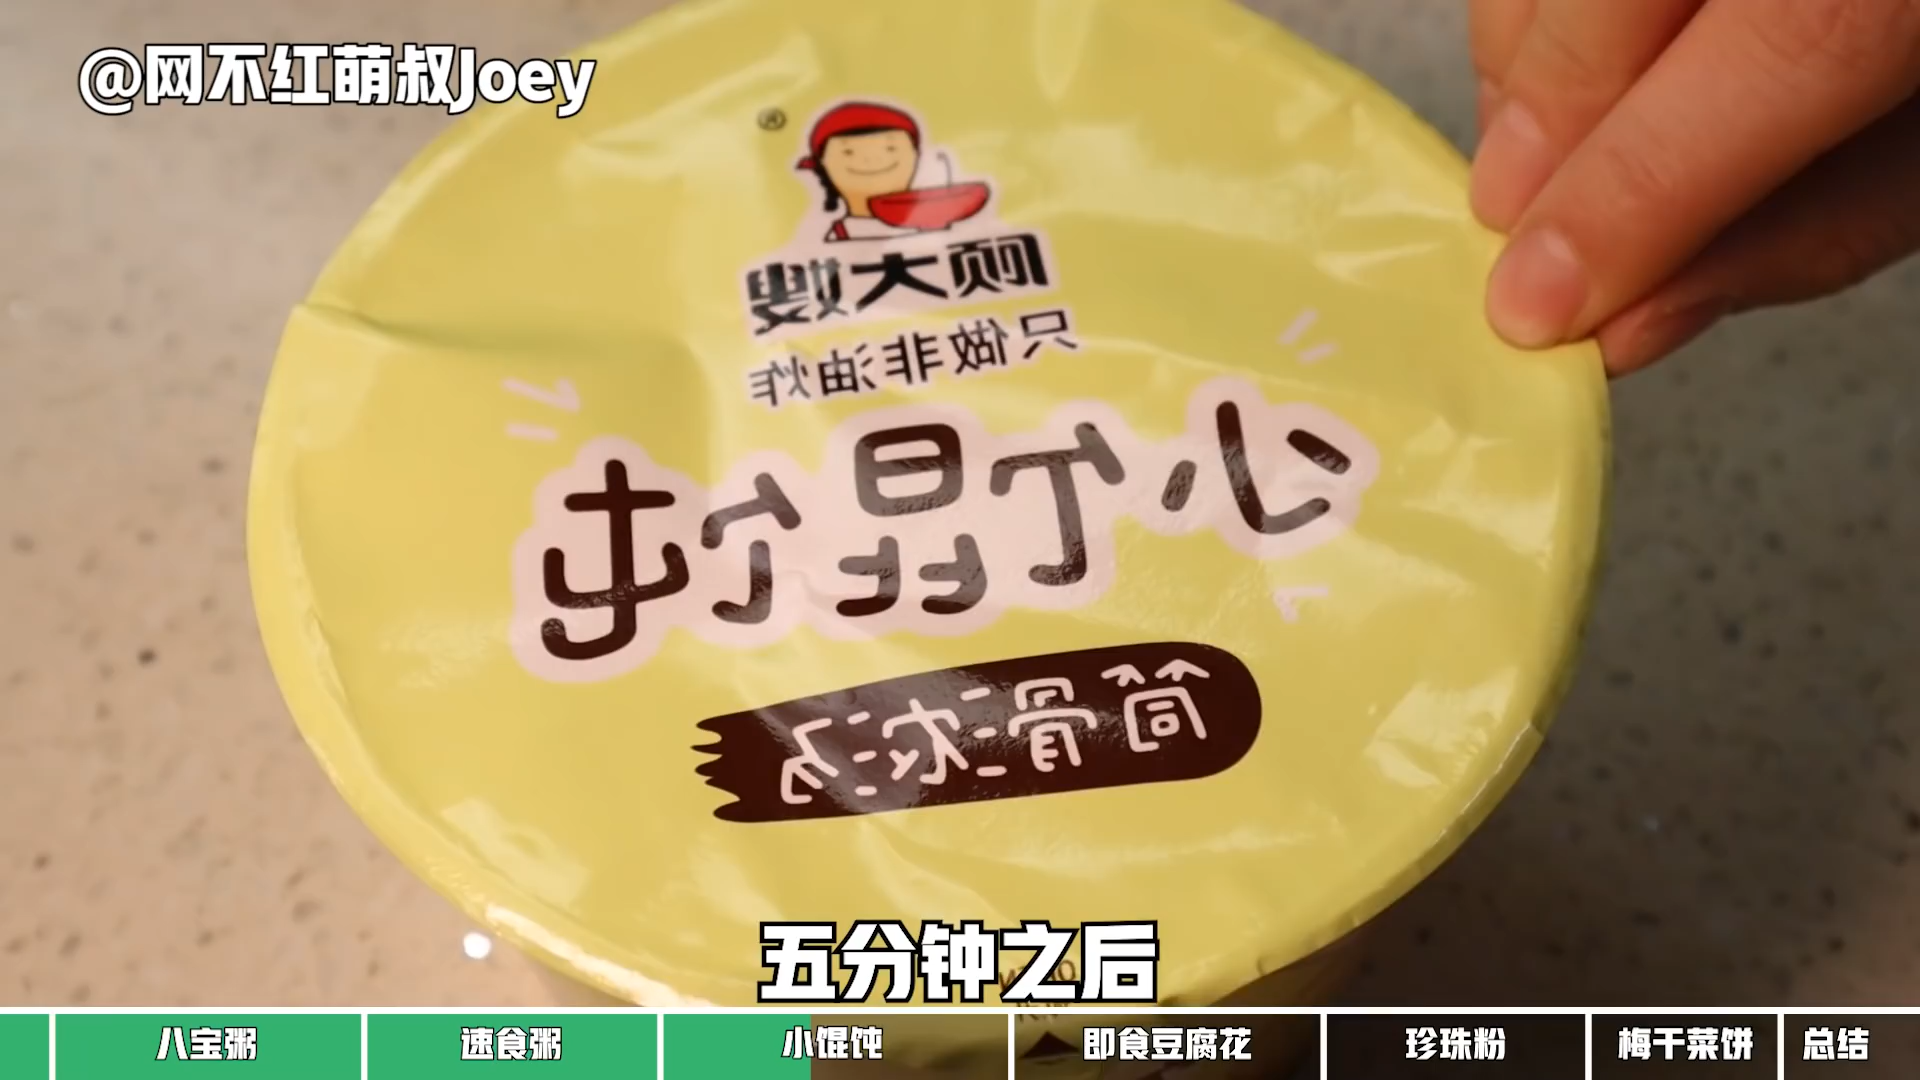 @网不红萌叔Joey
®
顾大嫂
只做非油炸
小馄饨
筒骨浓汤
五分钟之后
八宝粥 速食粥 小馄饨 即食豆腐花 珍珠粉 梅干菜饼 总结